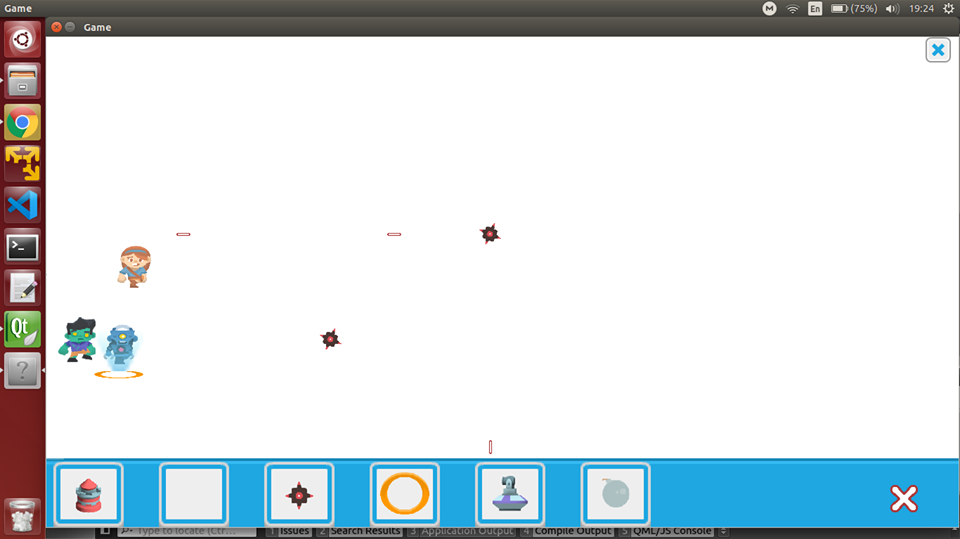 Game
M
En
(75%)
19:24
Game
Qt
?
Type to locate (Ctrl...
1 Issues
2 Search Results
3 Application Output
4 Compile Output
5 QML/JS Console